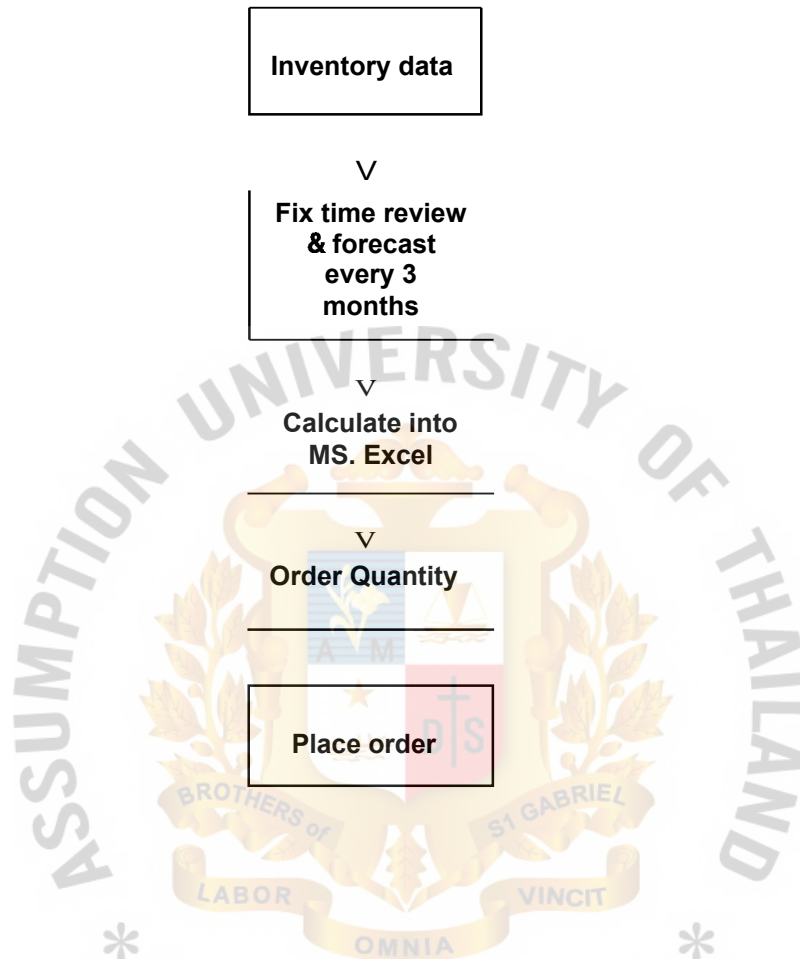 Inventory data
V
Fix time review
& forecast
every 3
months
V
Calculate into
MS. Excel
V
Order Quantity
Place order
ASSUMPTION UNIVERSITY OF THAILAND
A M
D S
BROTHERS of
S1 GABRIEL
LABOR
VINCIT
OMNIA
* *